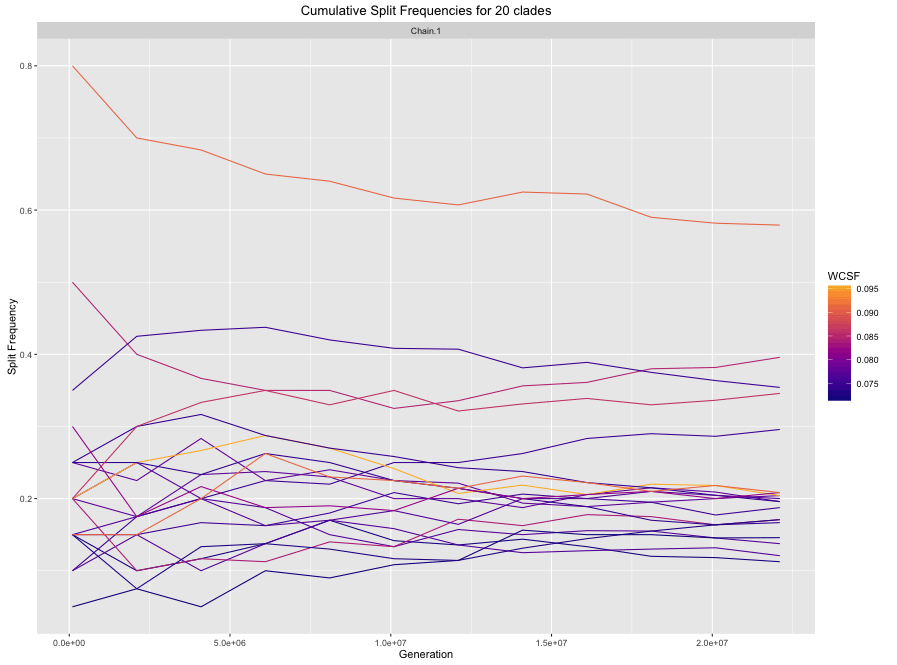 Cumulative Split Frequencies for 20 clades
Chain.1
0.8
0.6
0.4
0.2
Split Frequency
0.0e+00 5.0e+06 1.0e+07 1.5e+07 2.0e+07
Generation
WCSF
0.095
0.090
0.085
0.080
0.075